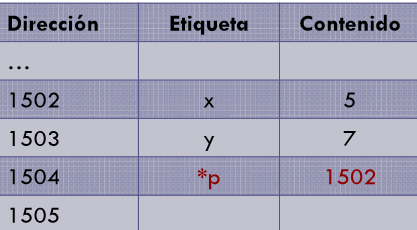 Dirección Etiqueta Contenido
...
1502 x 5
1503 y 7
1504 *p 1502
1505